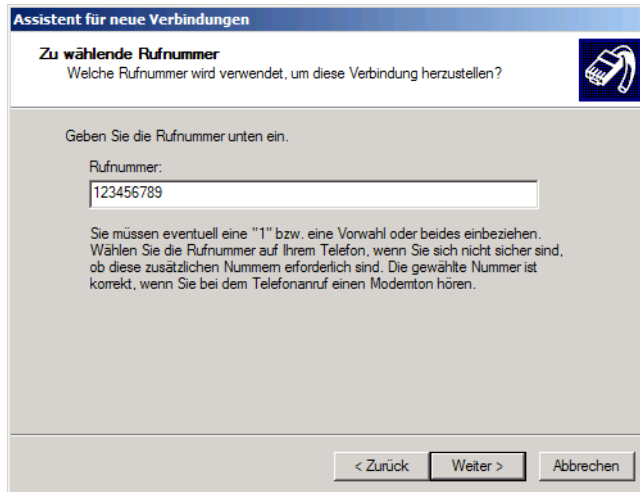 Assistent für neue Verbindungen
Zu wählende Rufnummer
Welche Rufnummer wird verwendet, um diese Verbindung herzustellen?
Geben Sie die Rufnummer unten ein.
Rufnummer:
123456789
Sie müssen eventuell eine "1" bzw. eine Vorwahl oder beides einbeziehen.
Wählen Sie die Rufnummer auf Ihrem Telefon, wenn Sie sich nicht sicher sind,
ob diese zusätzlichen Nummern erforderlich sind. Die gewählte Nummer ist
korrekt, wenn Sie bei dem Telefonanruf einen Modemton hören.
< Zurück Weiter > Abbrechen